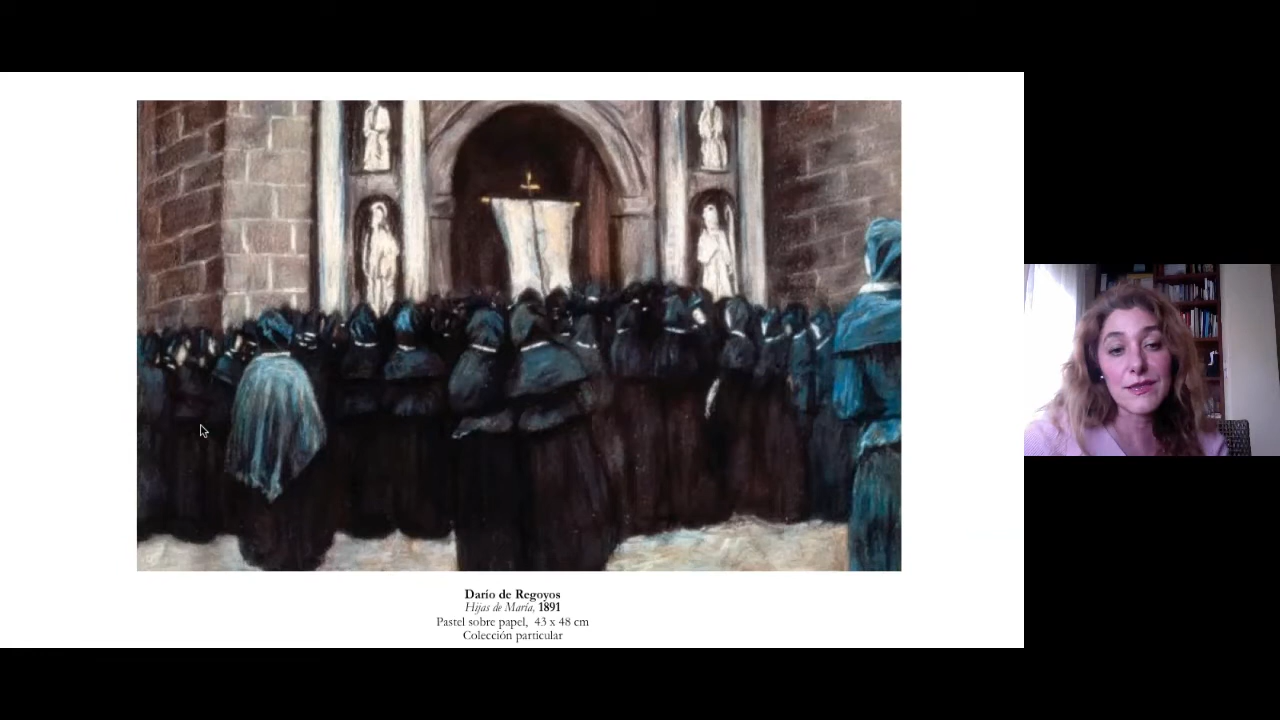 Darío de Regoyos
Hijas de María, 1891
Pastel sobre papel, 43 x 48 cm
Colección particular